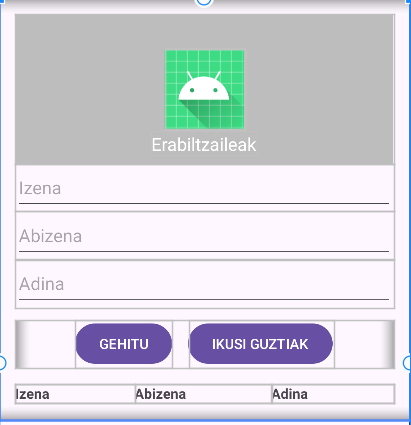 Erabiltzaileak
Izena
Abizena
Adina
GEHITU IKUSI GUZTIAK
Izena Abizena Adina